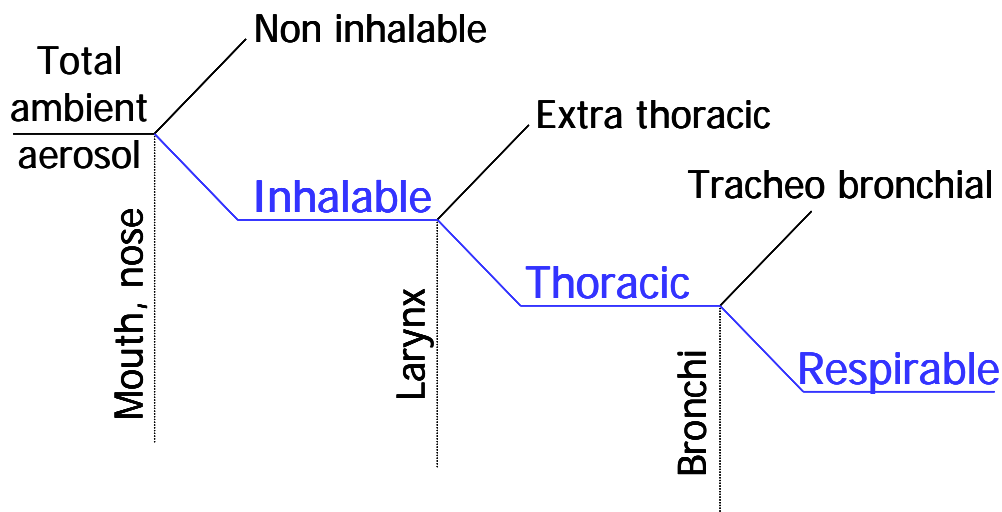 Non inhalable
Total
ambient
aerosol
Extra thoracic
Inhalable
Tracheo bronchial
Mouth, nose
Thoracic
Larynx
Respirable
Bronchi